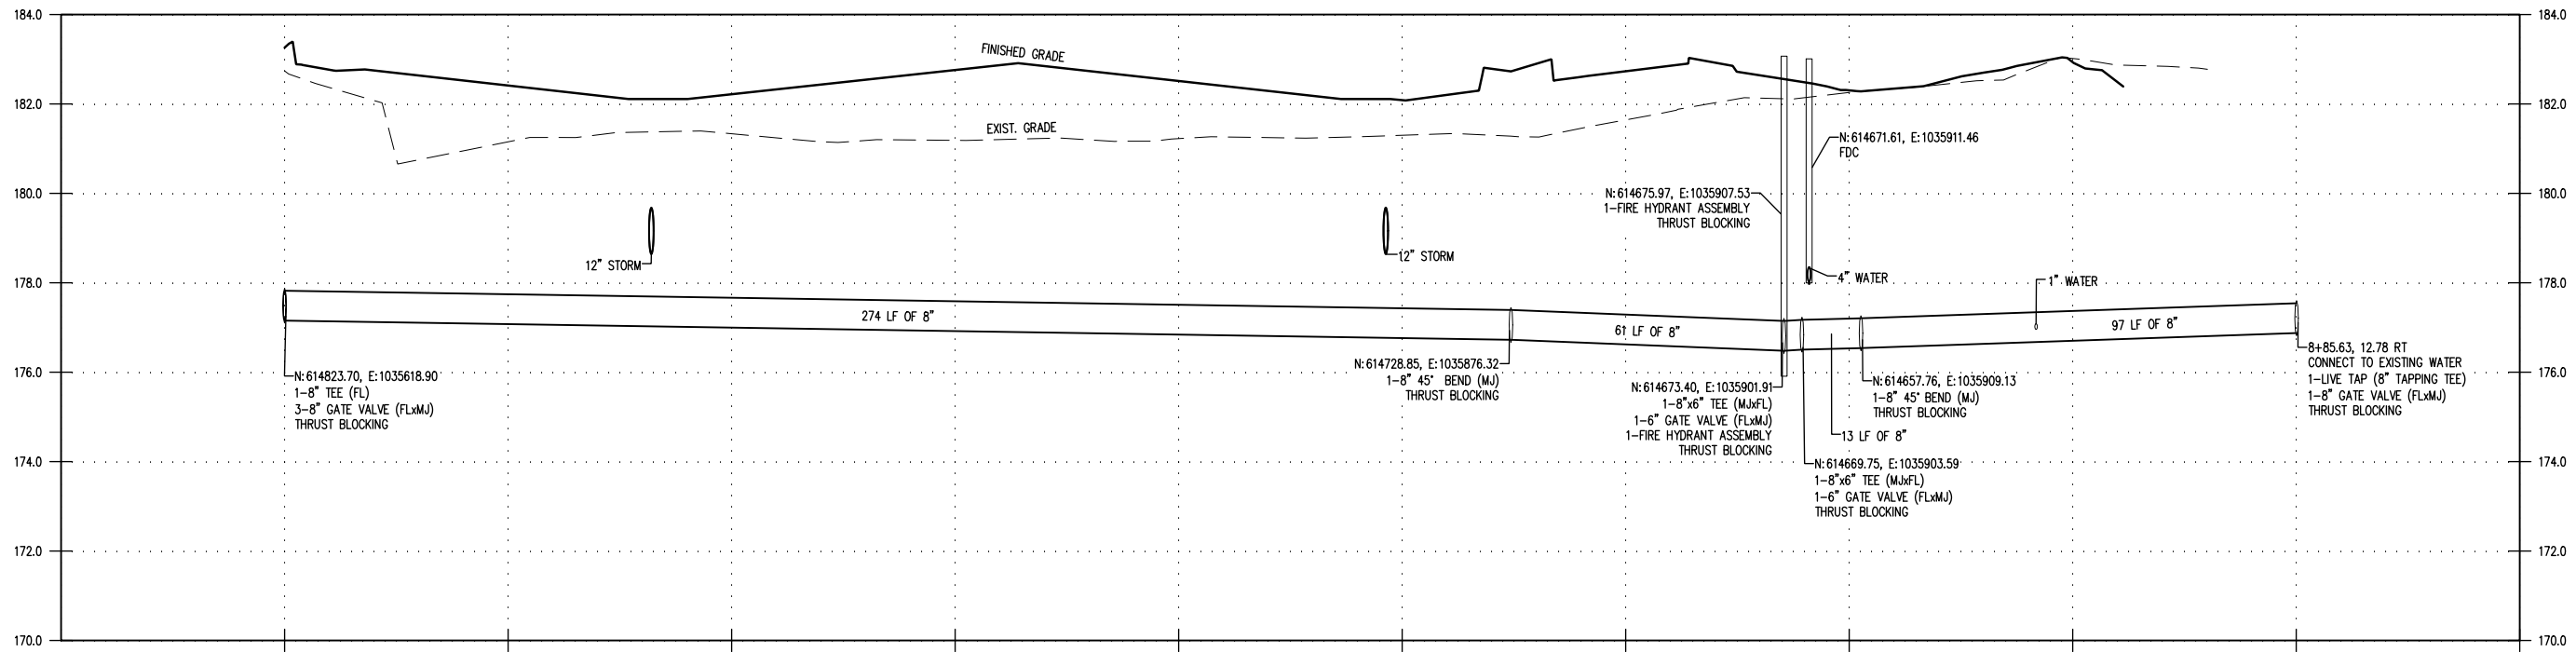 184.0
182.0
180.0
178.0
176.0
174.0
172.0
170.0
FINISHED GRADE
EXIST. GRADE
12" STORM
12" STORM
N:614671.61, E:1035911.46
FDC
N:614675.97, E:1035907.53
1-FIRE HYDRANT ASSEMBLY
THRUST BLOCKING
4" WATER
1" WATER
274 LF OF 8"
61 LF OF 8"
97 LF OF 8"
N:614823.70, E:1035618.90
1-8" TEE (FL)
3-8" GATE VALVE (FLxMJ)
THRUST BLOCKING
N:614728.85, E:1035876.32
1-8" 45° BEND (MJ)
THRUST BLOCKING
N:614673.40, E:1035901.91
1-8"x6" TEE (MJxFL)
1-6" GATE VALVE (FLxMJ)
1-FIRE HYDRANT ASSEMBLY
THRUST BLOCKING
N:614657.76, E:1035909.13
1-8" 45° BEND (MJ)
THRUST BLOCKING
13 LF OF 8"
N:614669.75, E:1035903.59
1-8"x6" TEE (MJxFL)
1-6" GATE VALVE (FLxMJ)
THRUST BLOCKING
8+85.63, 12.78 RT
CONNECT TO EXISTING WATER
1-LIVE TAP (8" TAPPING TEE)
1-8" GATE VALVE (FLxMJ)
THRUST BLOCKING
184.0
182.0
180.0
178.0
176.0
174.0
172.0
170.0